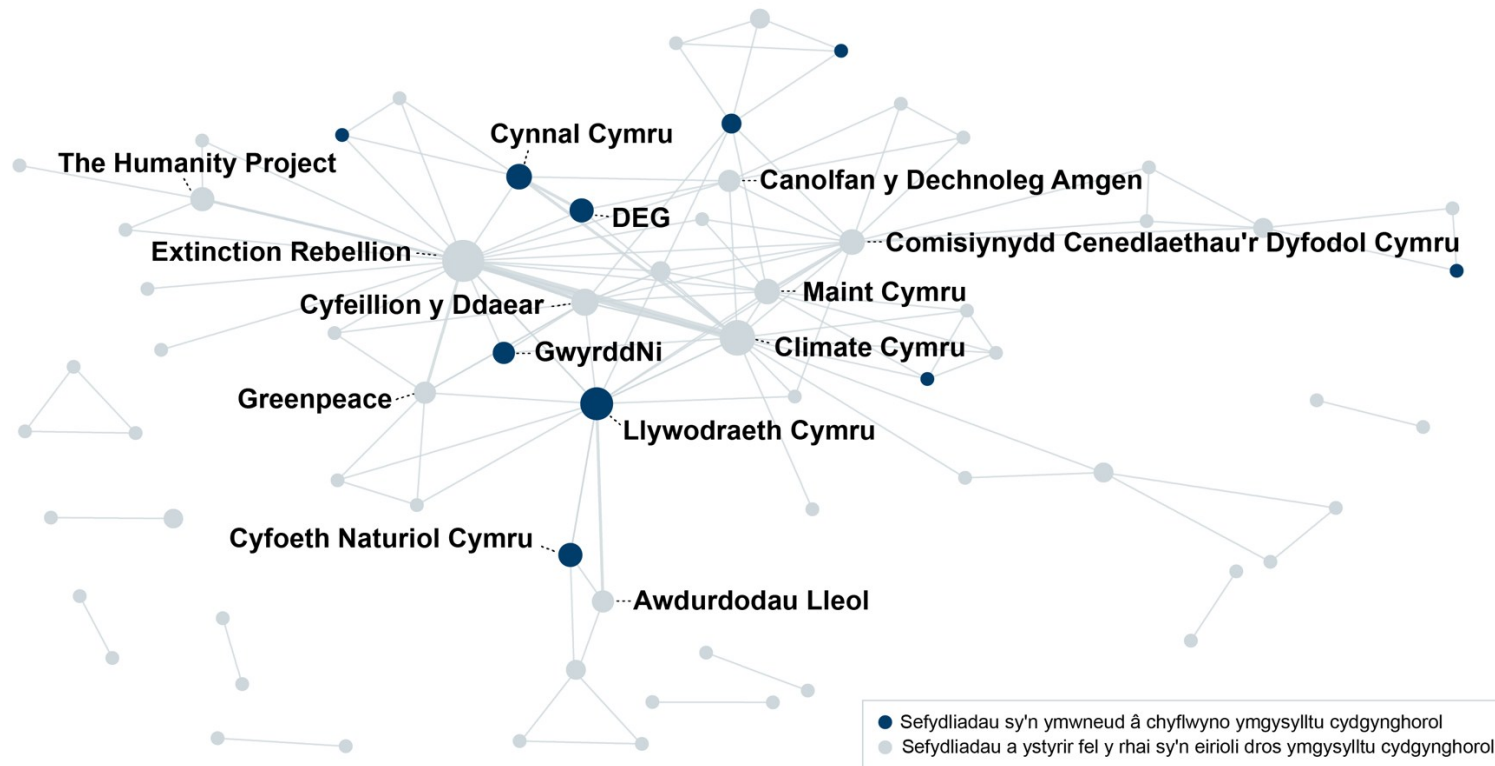 Cynnal Cymru
The Humanity Project
Canolfan y Dechnoleg Amgen
DEG
Extinction Rebellion
Comisiynydd Cenedlaethau'r Dyfodol Cymru
Cyfeillion y Ddaear
Maint Cymru
GwyrddNi
Climate Cymru
Greenpeace
Llywodraeth Cymru
Cyfoeth Naturiol Cymru
Awdurdodau Lleol
Sefydliadau sy'n ymwneud â chyflwyno ymgysylltu cydgynghorol
Sefydliadau a ystyrir fel y rhai sy'n eirioli dros ymgysylltu cydgynghorol